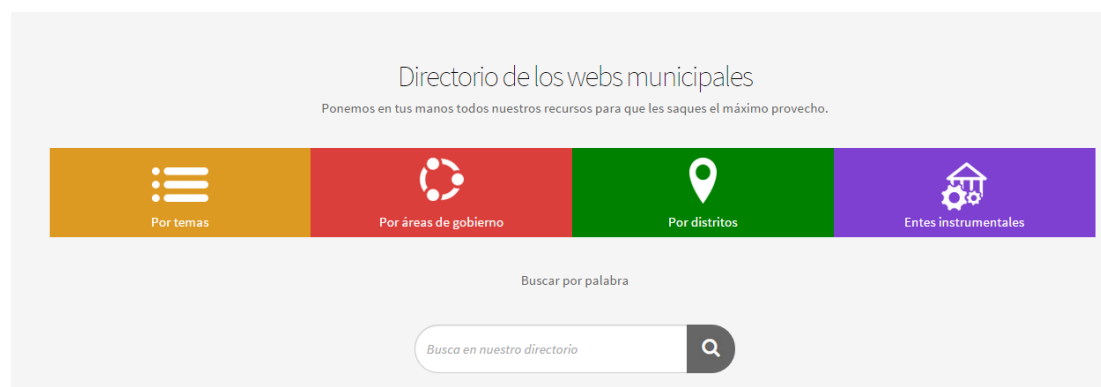 Directorio de los webs municipales
Ponemos en tus manos todos nuestros recursos para que les saques el máximo provecho.
Por temas
Por áreas de gobierno
Por distritos
Entes instrumentales
Buscar por palabra
Busca en nuestro directorio